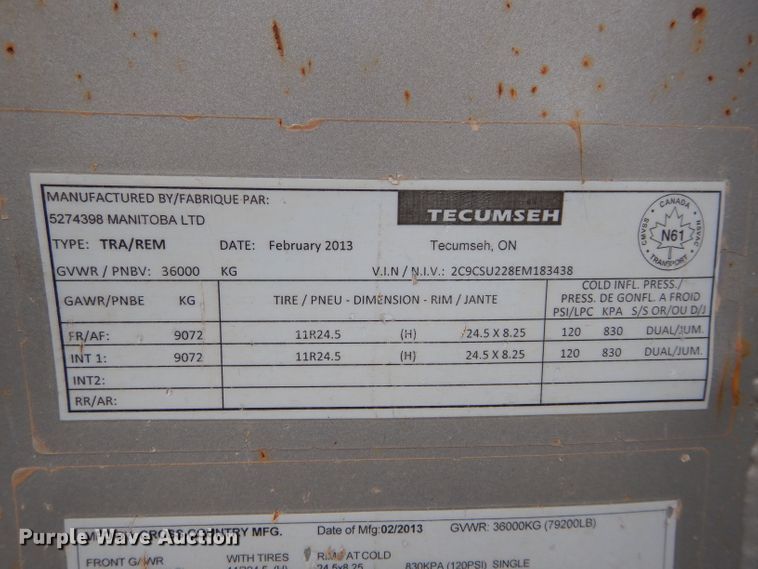 MANUFACTURED BY/FABRIQUE PAR:
5274398 MANITOBA LTD
TECUMSEH
TYPE: TRA/REM DATE: February 2013 Tecumseh, ON
GVWR / PNBV: 36000 KG V.I.N / N.I.V.: 2C9CSU228EM183438
CANADA
CMVSS N61 NSVAC
TRANSPORT
GAWR/PNBE KG TIRE / PNEU - DIMENSION - RIM / JANTE
COLD INFL. PRESS./
PRESS. DE GONFL. A FROID
PSI/LPC KPA S/S OR/OU D/J
FR/AF: 9072 11R24.5 (H) 24.5 X 8.25 120 830 DUAL/JUM.
INT 1: 9072 11R24.5 (H) 24.5 X 8.25 120 830 DUAL/JUM.
INT2:
RR/AR:
CROSS COUNTRY MFG. Date of Mfg:02/2013 GVWR: 36000KG (79200LB)
FRONT WITH TIRES AT COLD
11R24.5 (H) 24.5x8.25 830KPA (120PSI) SINGLE
Purple Wave Auction